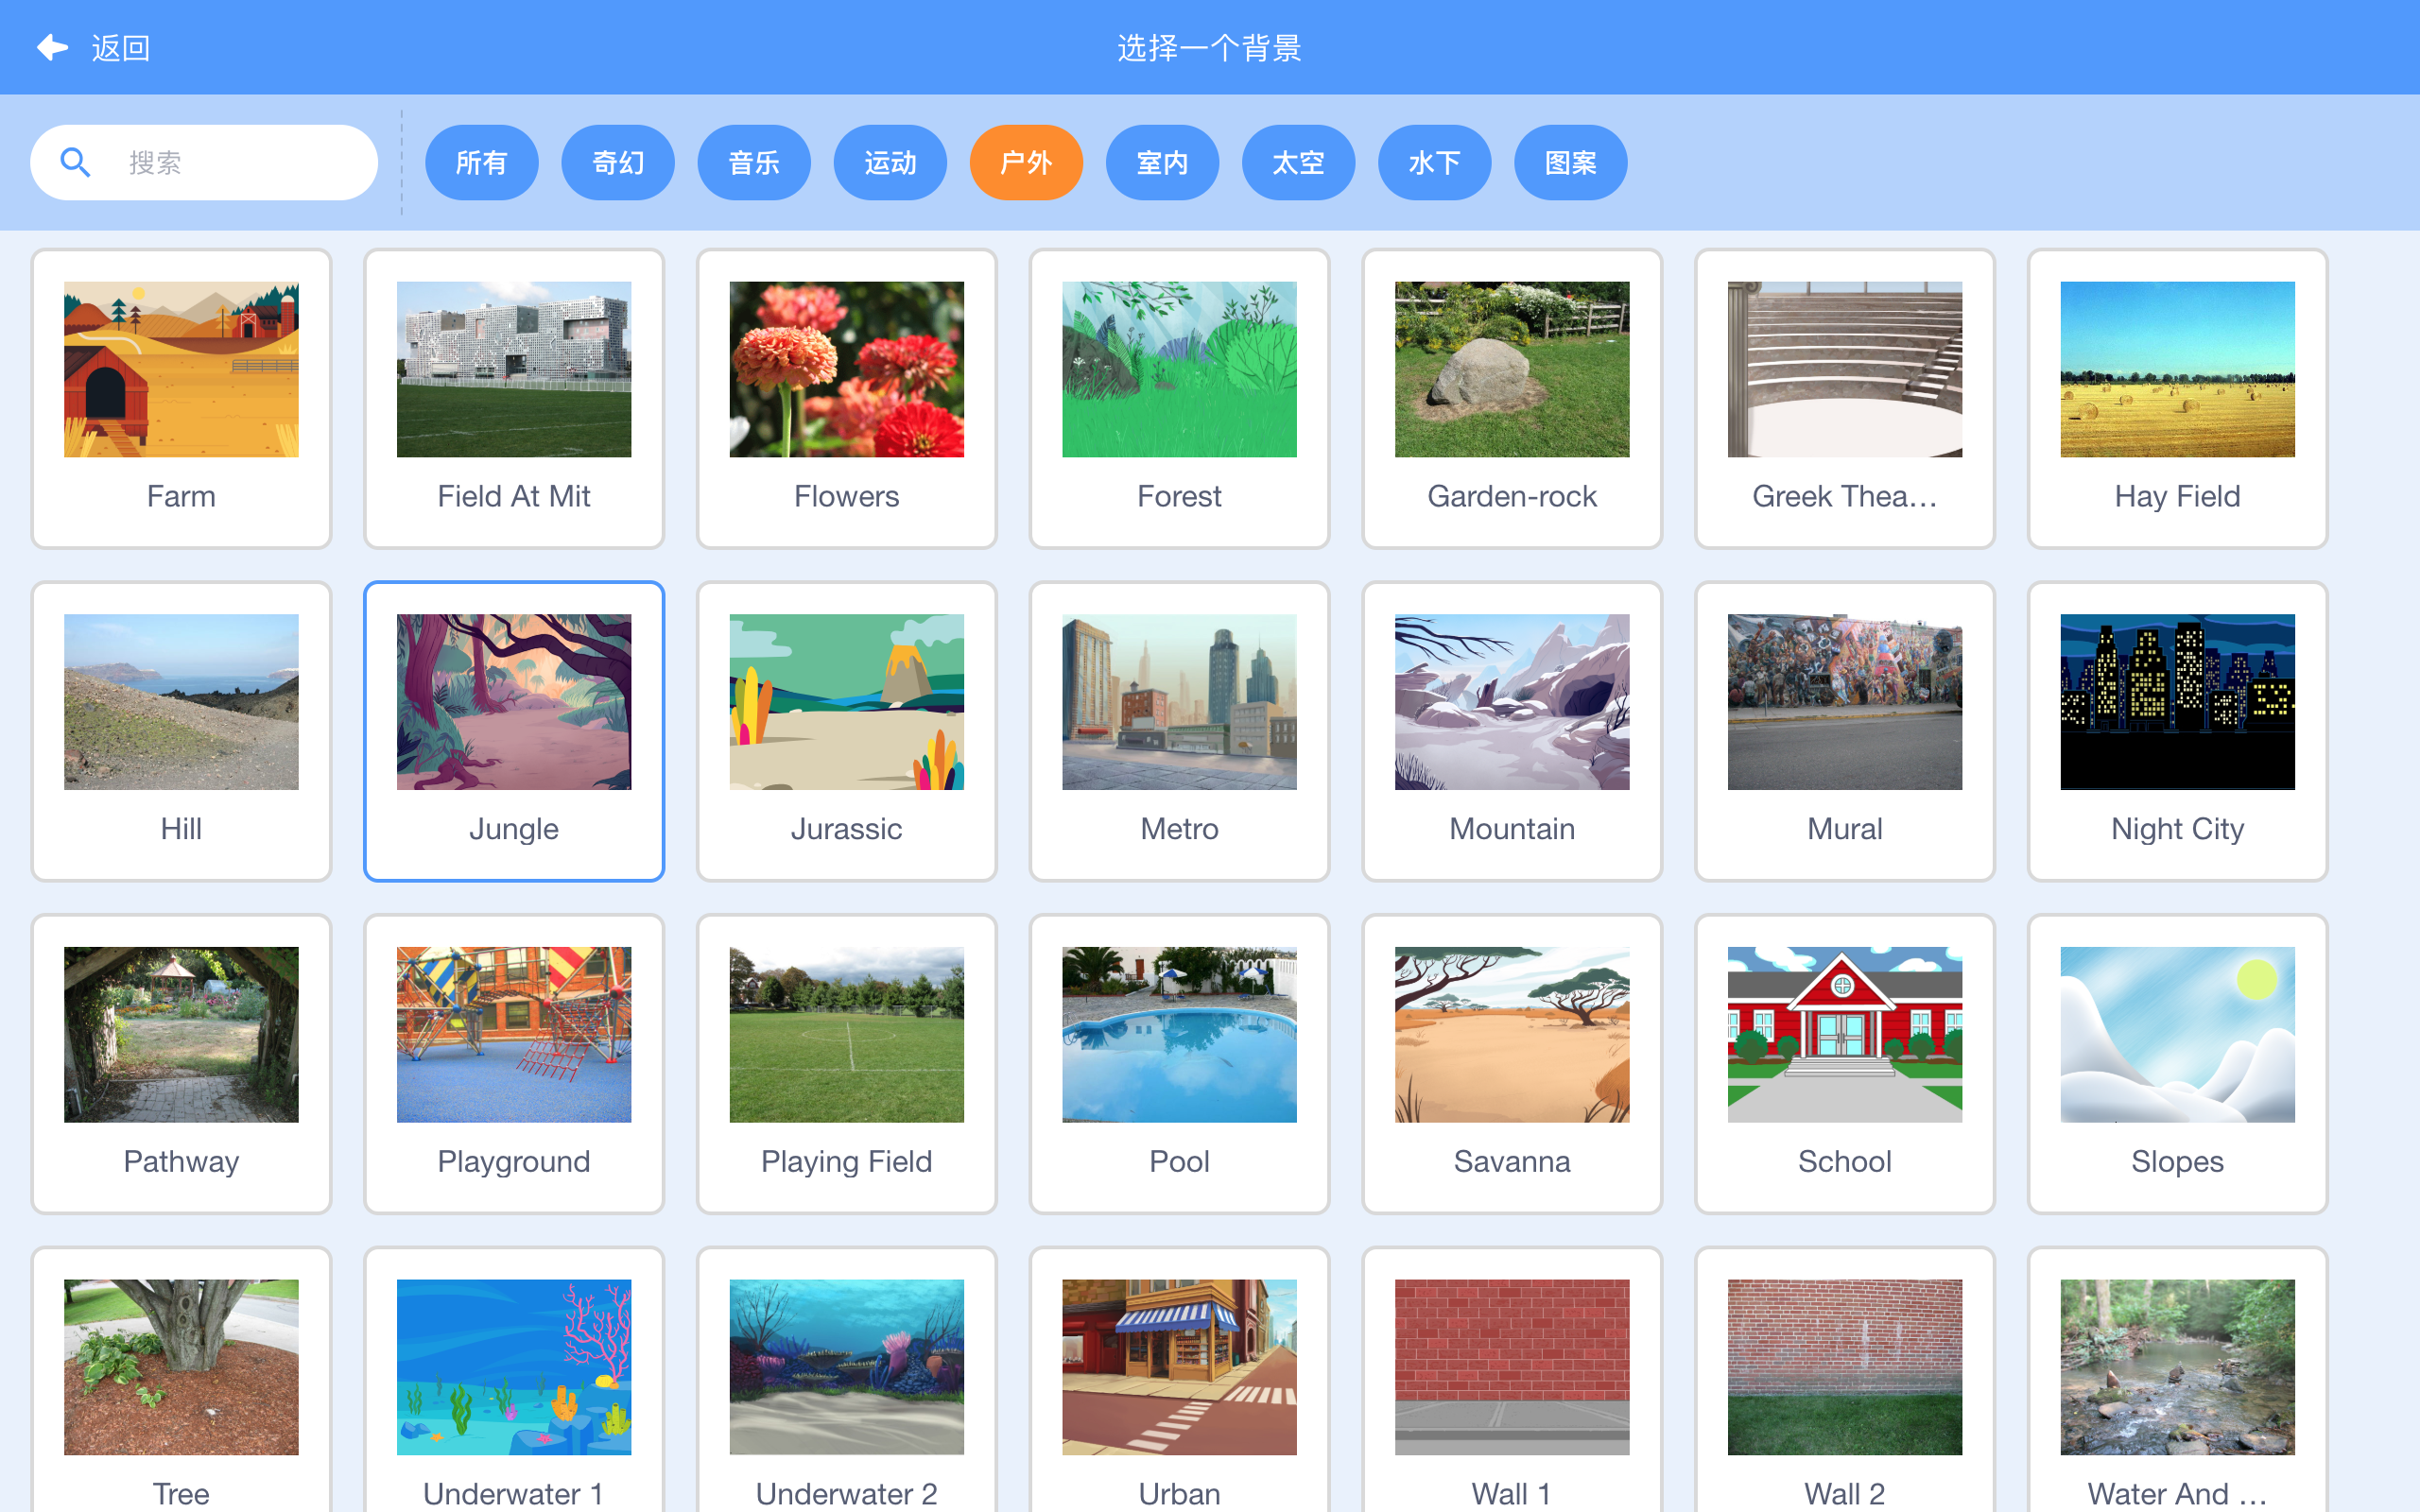 返回
选择一个背景
搜索
所有
奇幻
音乐
运动
户外
室内
太空
水下
图案
Farm
Field At Mit
Flowers
Forest
Garden-rock
Greek Thea...
Hay Field
Hill
Jungle
Jurassic
Metro
Mountain
Mural
Night City
Pathway
Playground
Playing Field
Pool
Savanna
School
Slopes
Tree
Underwater 1
Underwater 2
Urban
Wall 1
Wall 2
Water And ...